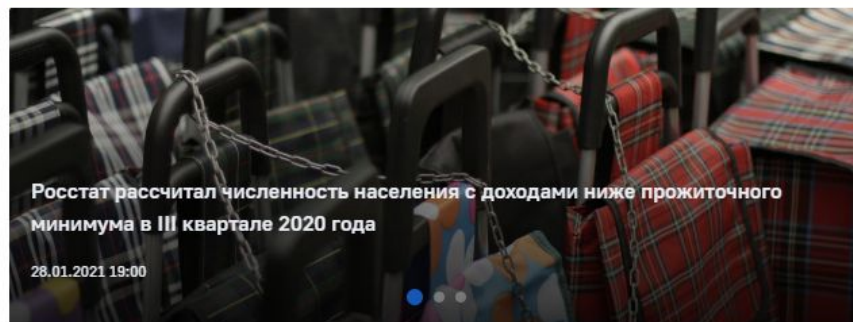 Росстат рассчитал численность населения с доходами ниже прожиточного
минимума в III квартале 2020 года
28.01.2021 19:00